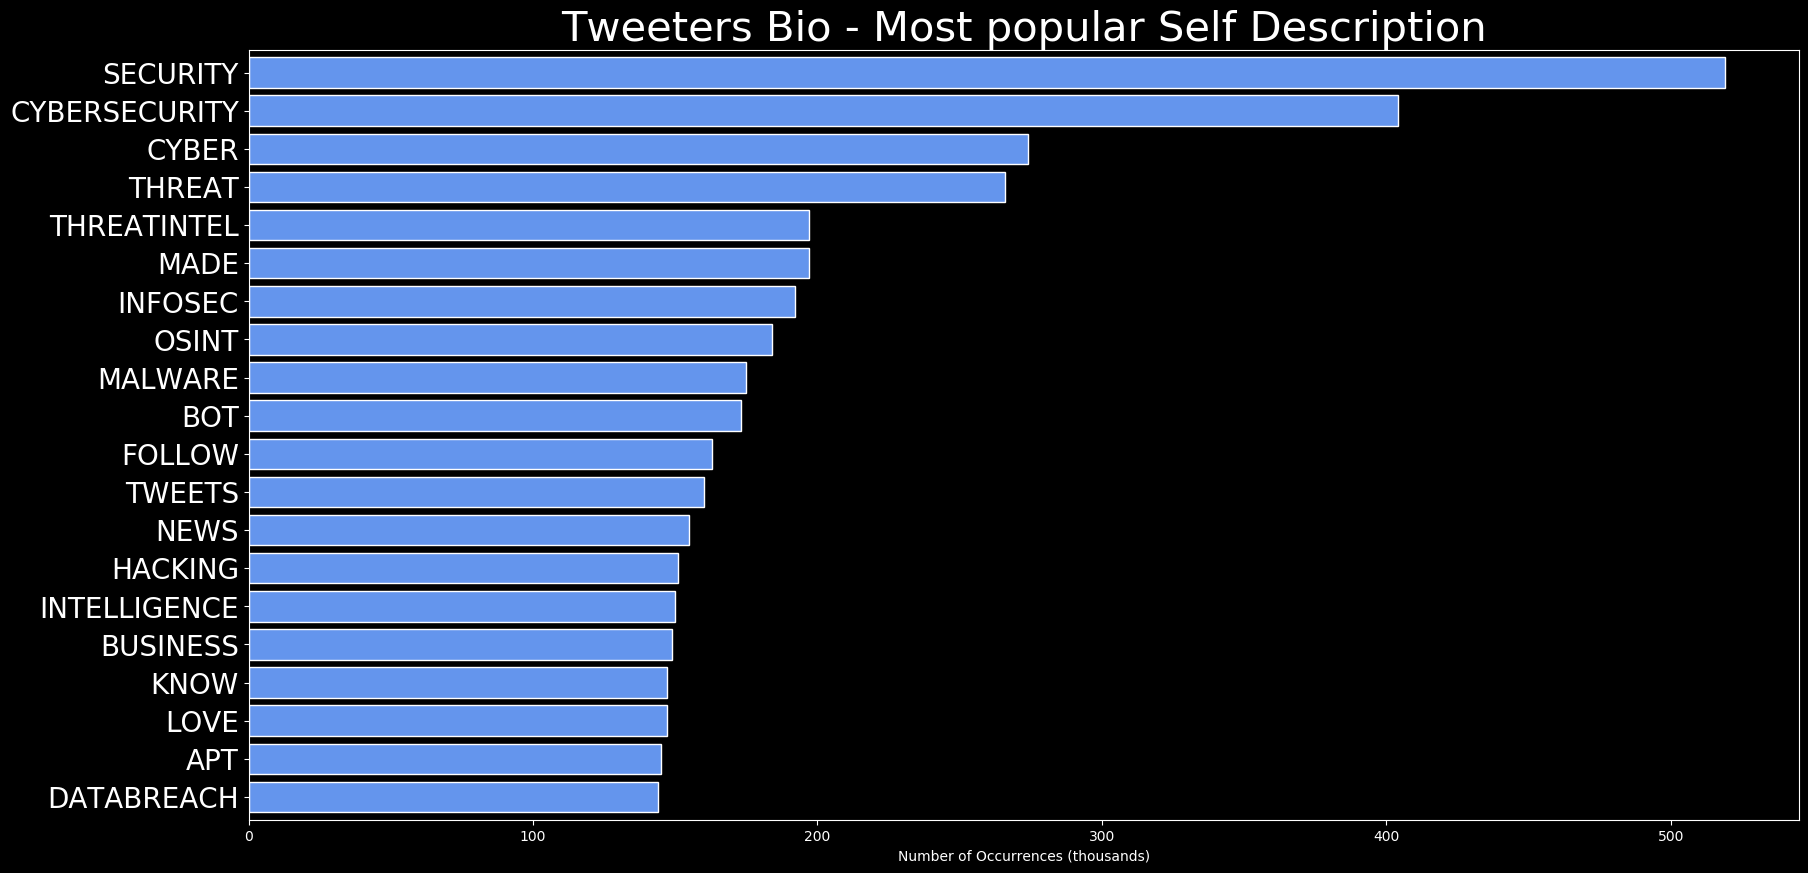 Tweeters Bio - Most popular Self Description
SECURITY
CYBERSECURITY
CYBER
THREAT
THREATINTEL
MADE
INFOSEC
OSINT
MALWARE
BOT
FOLLOW
TWEETS
NEWS
HACKING
INTELLIGENCE
BUSINESS
KNOW
LOVE
APT
DATABREACH
0 100 200 300 400 500
Number of Occurrences (thousands)